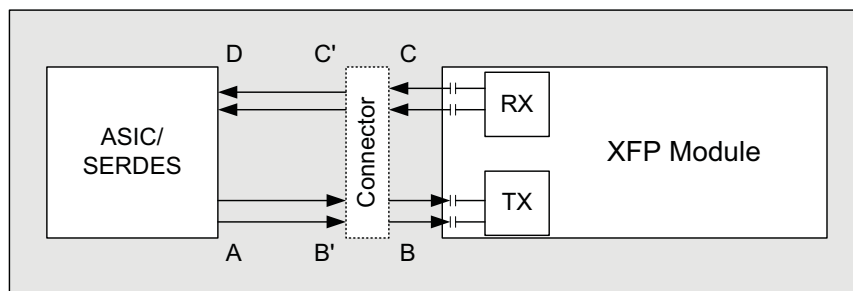 D C' C
ASIC/
SERDES
Connector
RX
TX
XFP Module
A B' B